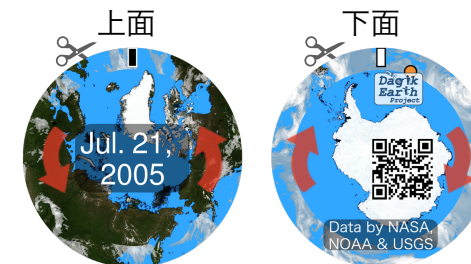 上面
下面
Jul. 21,
2005
Dagik
Earth
Project
Data by NASA,
NOAA & USGS